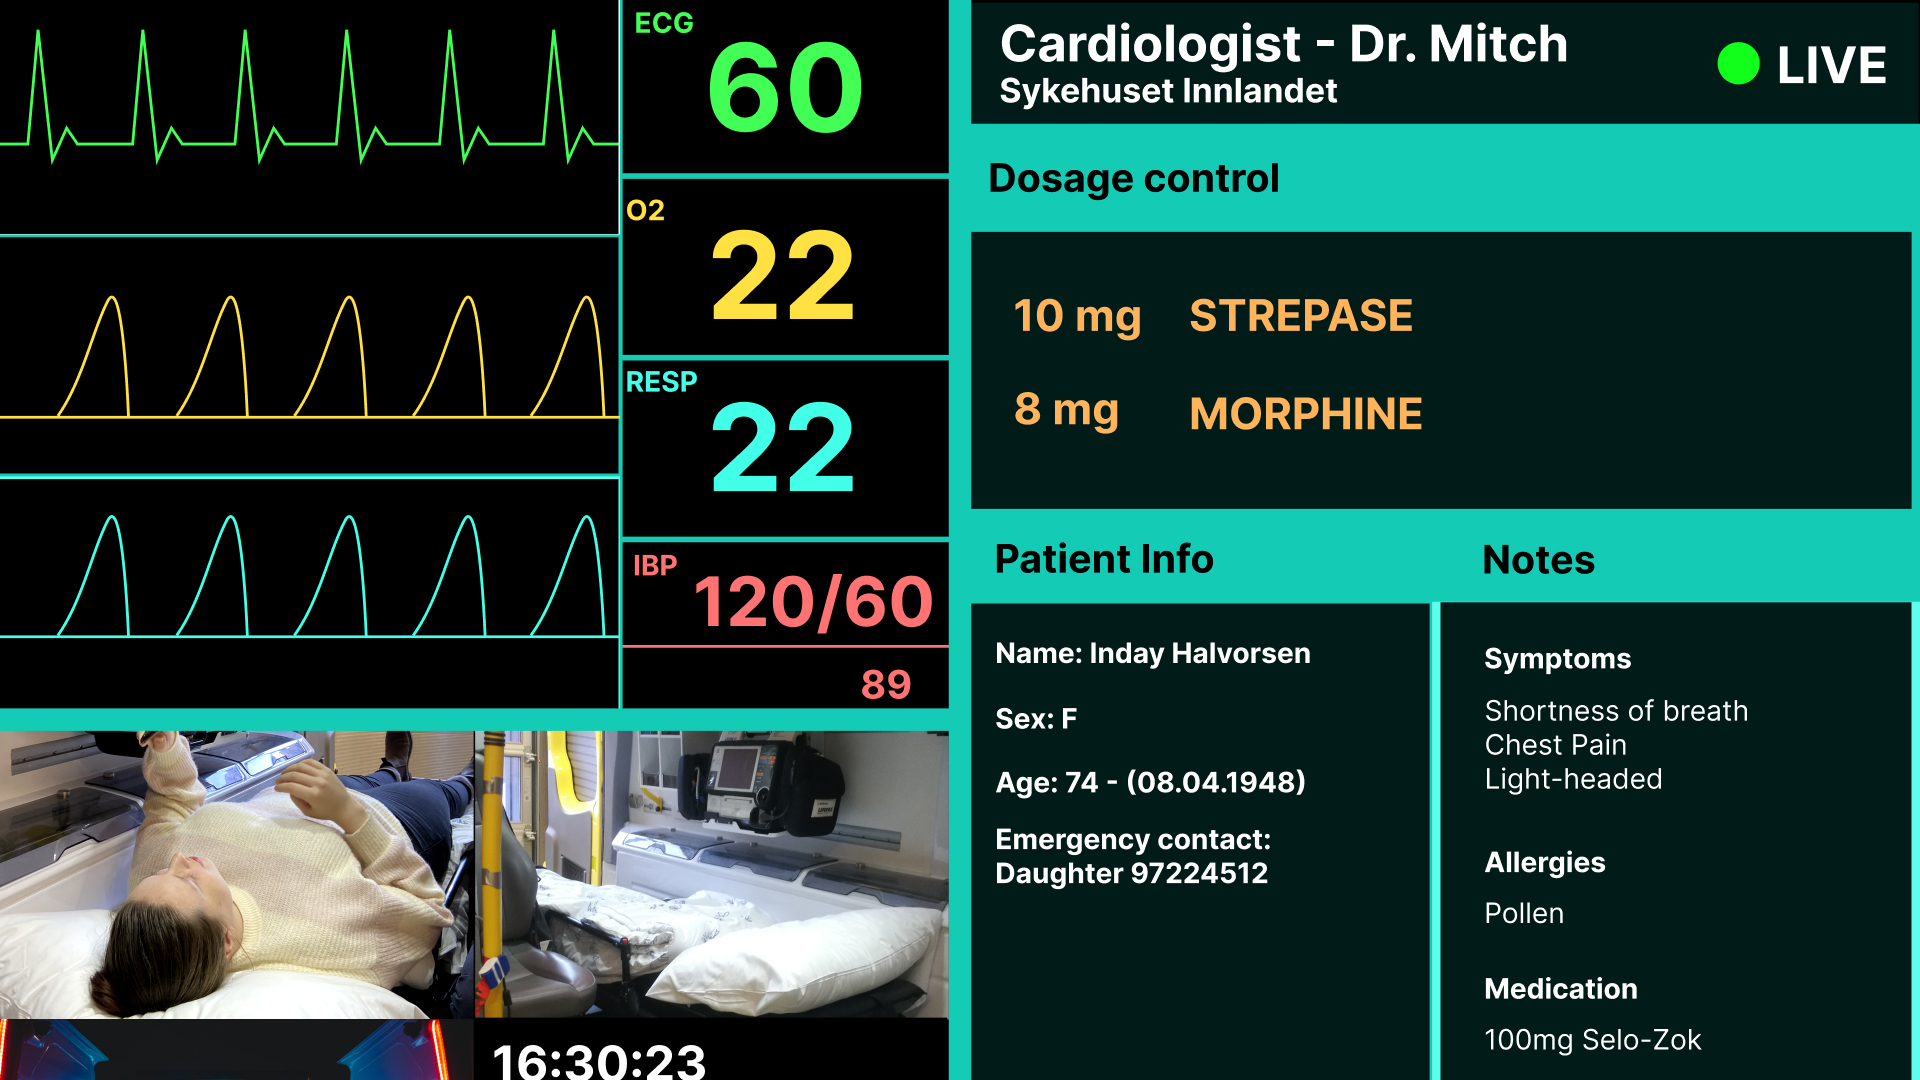 ECG
60
O2
22
RESP
22
IBP
120/60
89
16:30:23
Cardiologist - Dr. Mitch
Sykehuset Innlandet
LIVE
Dosage control
10 mg STREPASE
8 mg MORPHINE
Patient Info
Name: Inday Halvorsen
Sex: F
Age: 74 - (08.04.1948)
Emergency contact:
Daughter 97224512
Notes
Symptoms
Shortness of breath
Chest Pain
Light-headed
Allergies
Pollen
Medication
100mg Selo-Zok